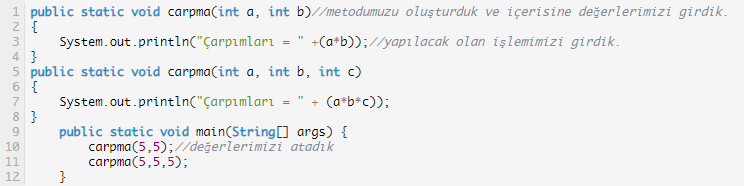 1 public static void carpma(int a, int b)//metodumuzu oluşturduk ve içerisine değerlerimizi girdik.
2 {
3 System.out.println("Çarpımları = " +(a*b));//yapılacak olan işlemimizi girdik.
4 }
5 public static void carpma(int a, int b, int c)
6 {
7 System.out.println("Çarpımları = " + (a*b*c));
8 }
9 public static void main(String[] args) {
10 carpma(5,5);//değerlerimizi atadık
11 carpma(5,5,5);
12 }